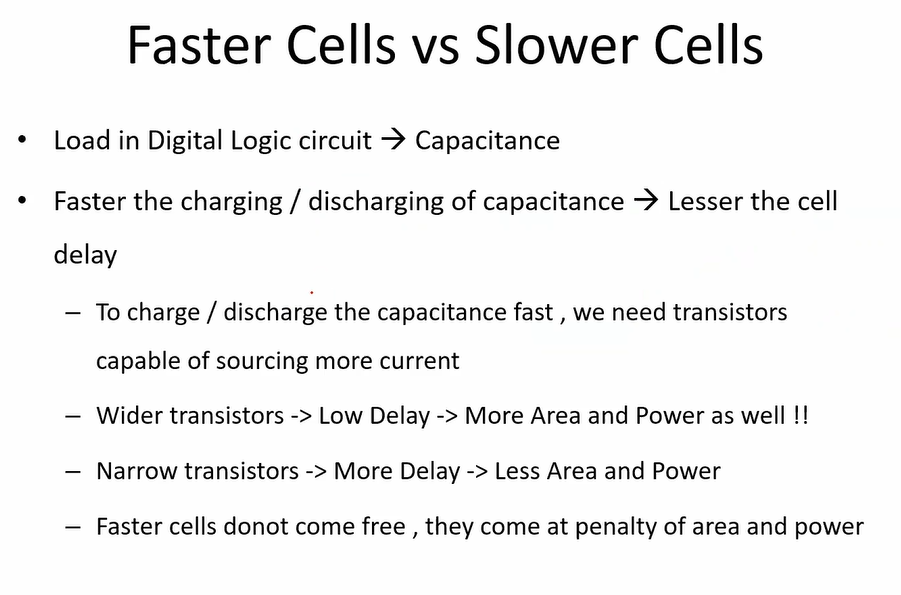 Faster Cells vs Slower Cells
• Load in Digital Logic circuit → Capacitance
• Faster the charging / discharging of capacitance → Lesser the cell
delay
– To charge / discharge the capacitance fast , we need transistors
capable of sourcing more current
– Wider transistors -> Low Delay -> More Area and Power as well !!
– Narrow transistors -> More Delay -> Less Area and Power
– Faster cells donot come free , they come at penalty of area and power